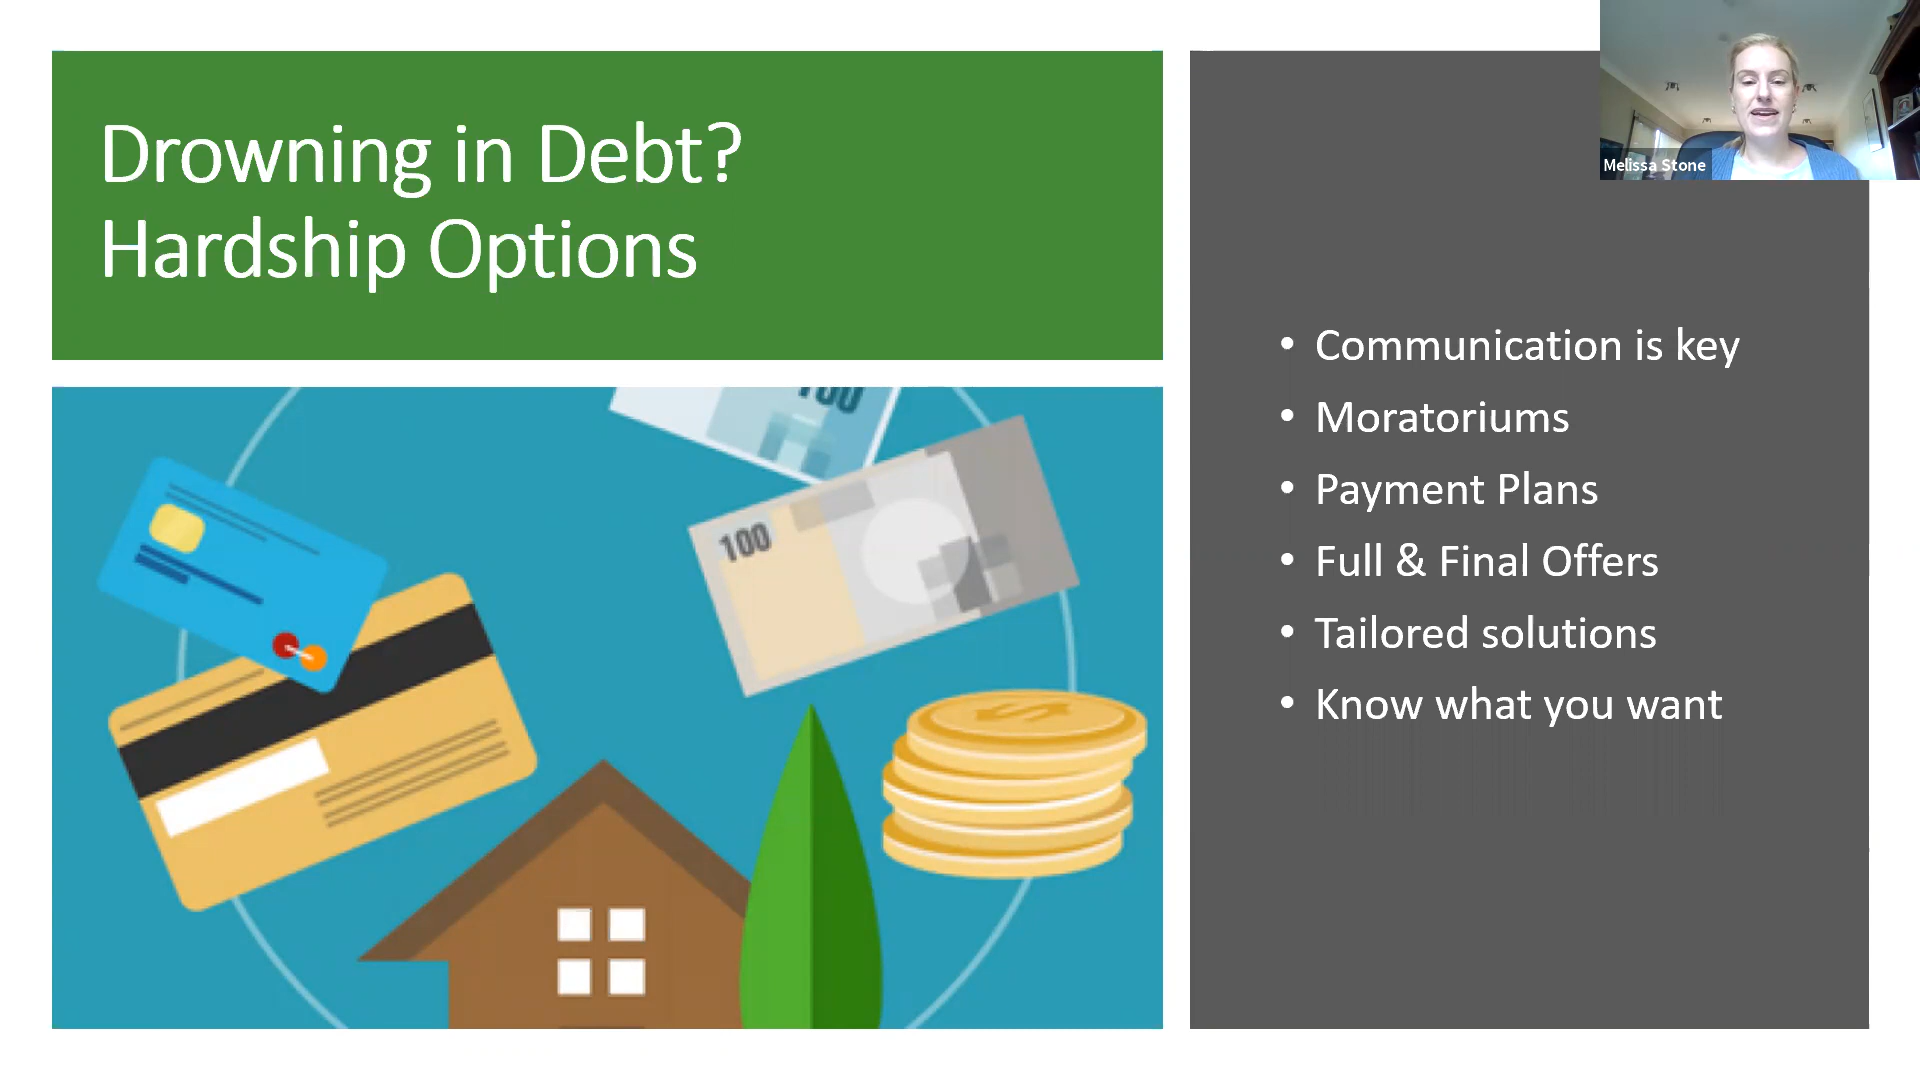 Drowning in Debt?
Hardship Options
Melissa Stone
• Communication is key
• Moratoriums
• Payment Plans
• Full & Final Offers
• Tailored solutions
• Know what you want
100
100